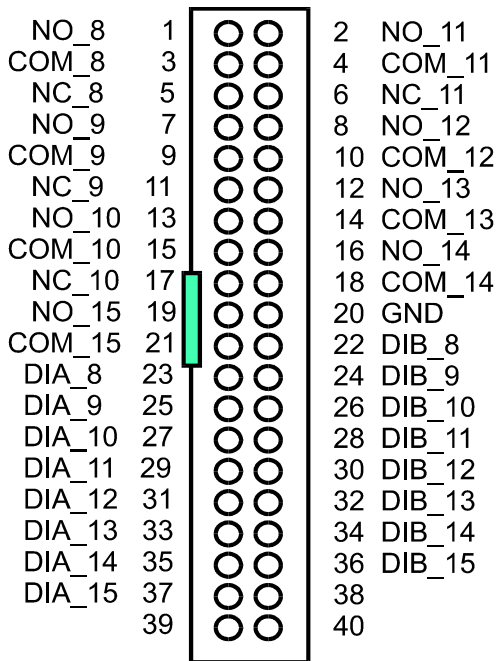 NO_8 1 2 NO_11
COM_8 3 4 COM_11
NC_8 5 6 NC_11
NO_9 7 8 NO_12
COM_9 9 10 COM_12
NC_9 11 12 NO_13
NO_10 13 14 COM_13
COM_10 15 16 NO_14
NC_10 17 18 COM_14
NO_15 19 20 GND
COM_15 21 22 DIB_8
DIA_8 23 24 DIB_9
DIA_9 25 26 DIB_10
DIA_10 27 28 DIB_11
DIA_11 29 30 DIB_12
DIA_12 31 32 DIB_13
DIA_13 33 34 DIB_14
DIA_14 35 36 DIB_15
DIA_15 37 38
39 40